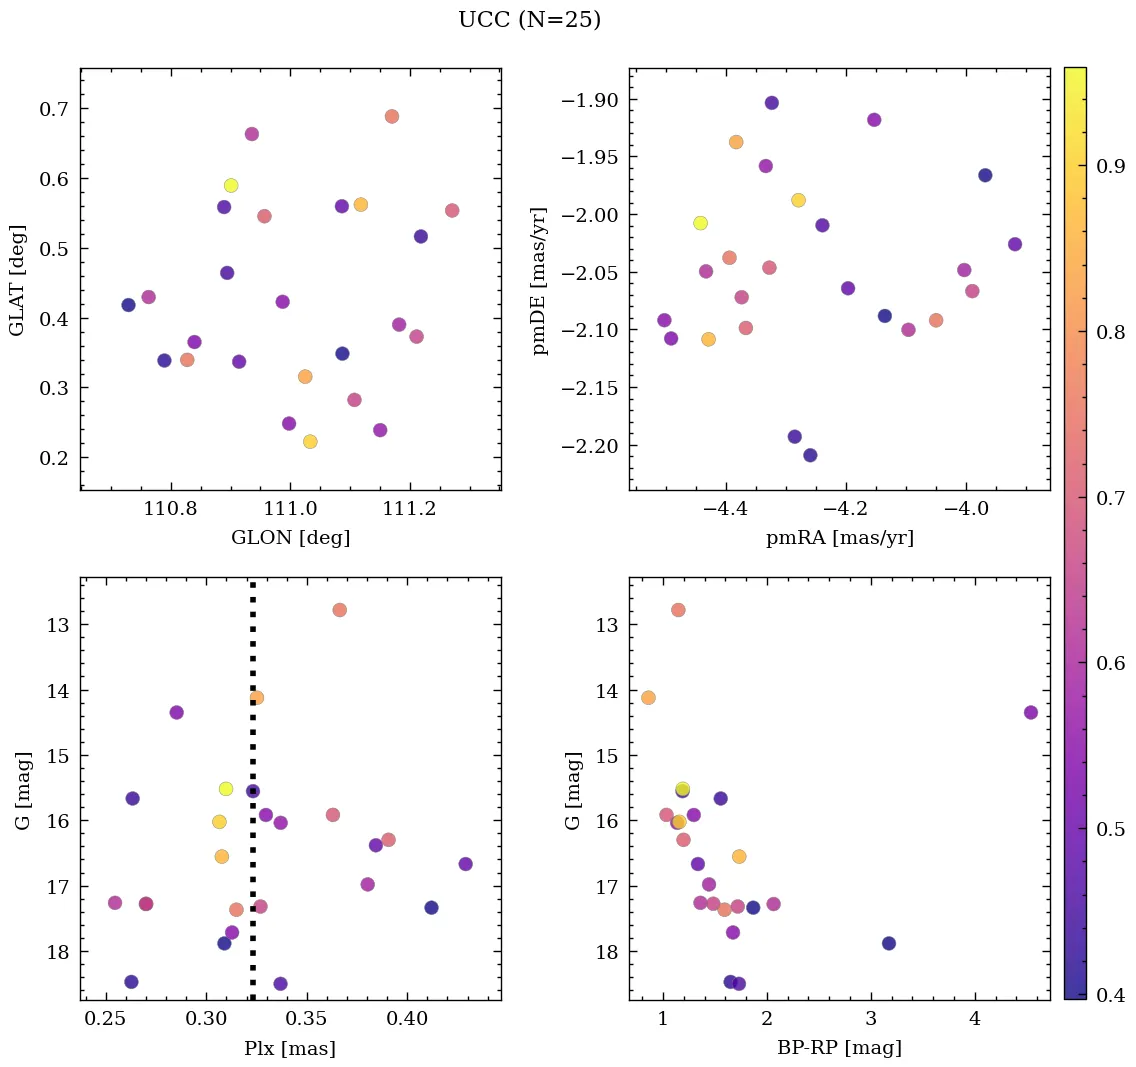 UCC (N=25)
0.7
0.6
0.5
0.4
0.3
0.2
GLAT [deg]
110.8 111.0 111.2
GLON [deg]
−1.90
−1.95
−2.00
−2.05
−2.10
−2.15
−2.20
pmDE [mas/yr]
−4.4 −4.2 −4.0
pmRA [mas/yr]
13
14
15
16
17
18
G [mag]
0.25 0.30 0.35 0.40
Plx [mas]
13
14
15
16
17
18
G [mag]
1 2 3 4
BP-RP [mag]
0.9
0.8
0.7
0.6
0.5
0.4